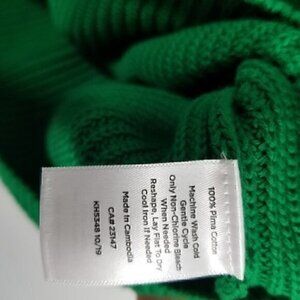 100% Pima Cotton
Machine Wash Cold
Gentle Cycle
Only Non-Chlorine Bleach
When Needed
Reshape, Lay Flat To Dry
Cool Iron If Needed
Made In Cambodia
CA# 23147
KH5348 10/19